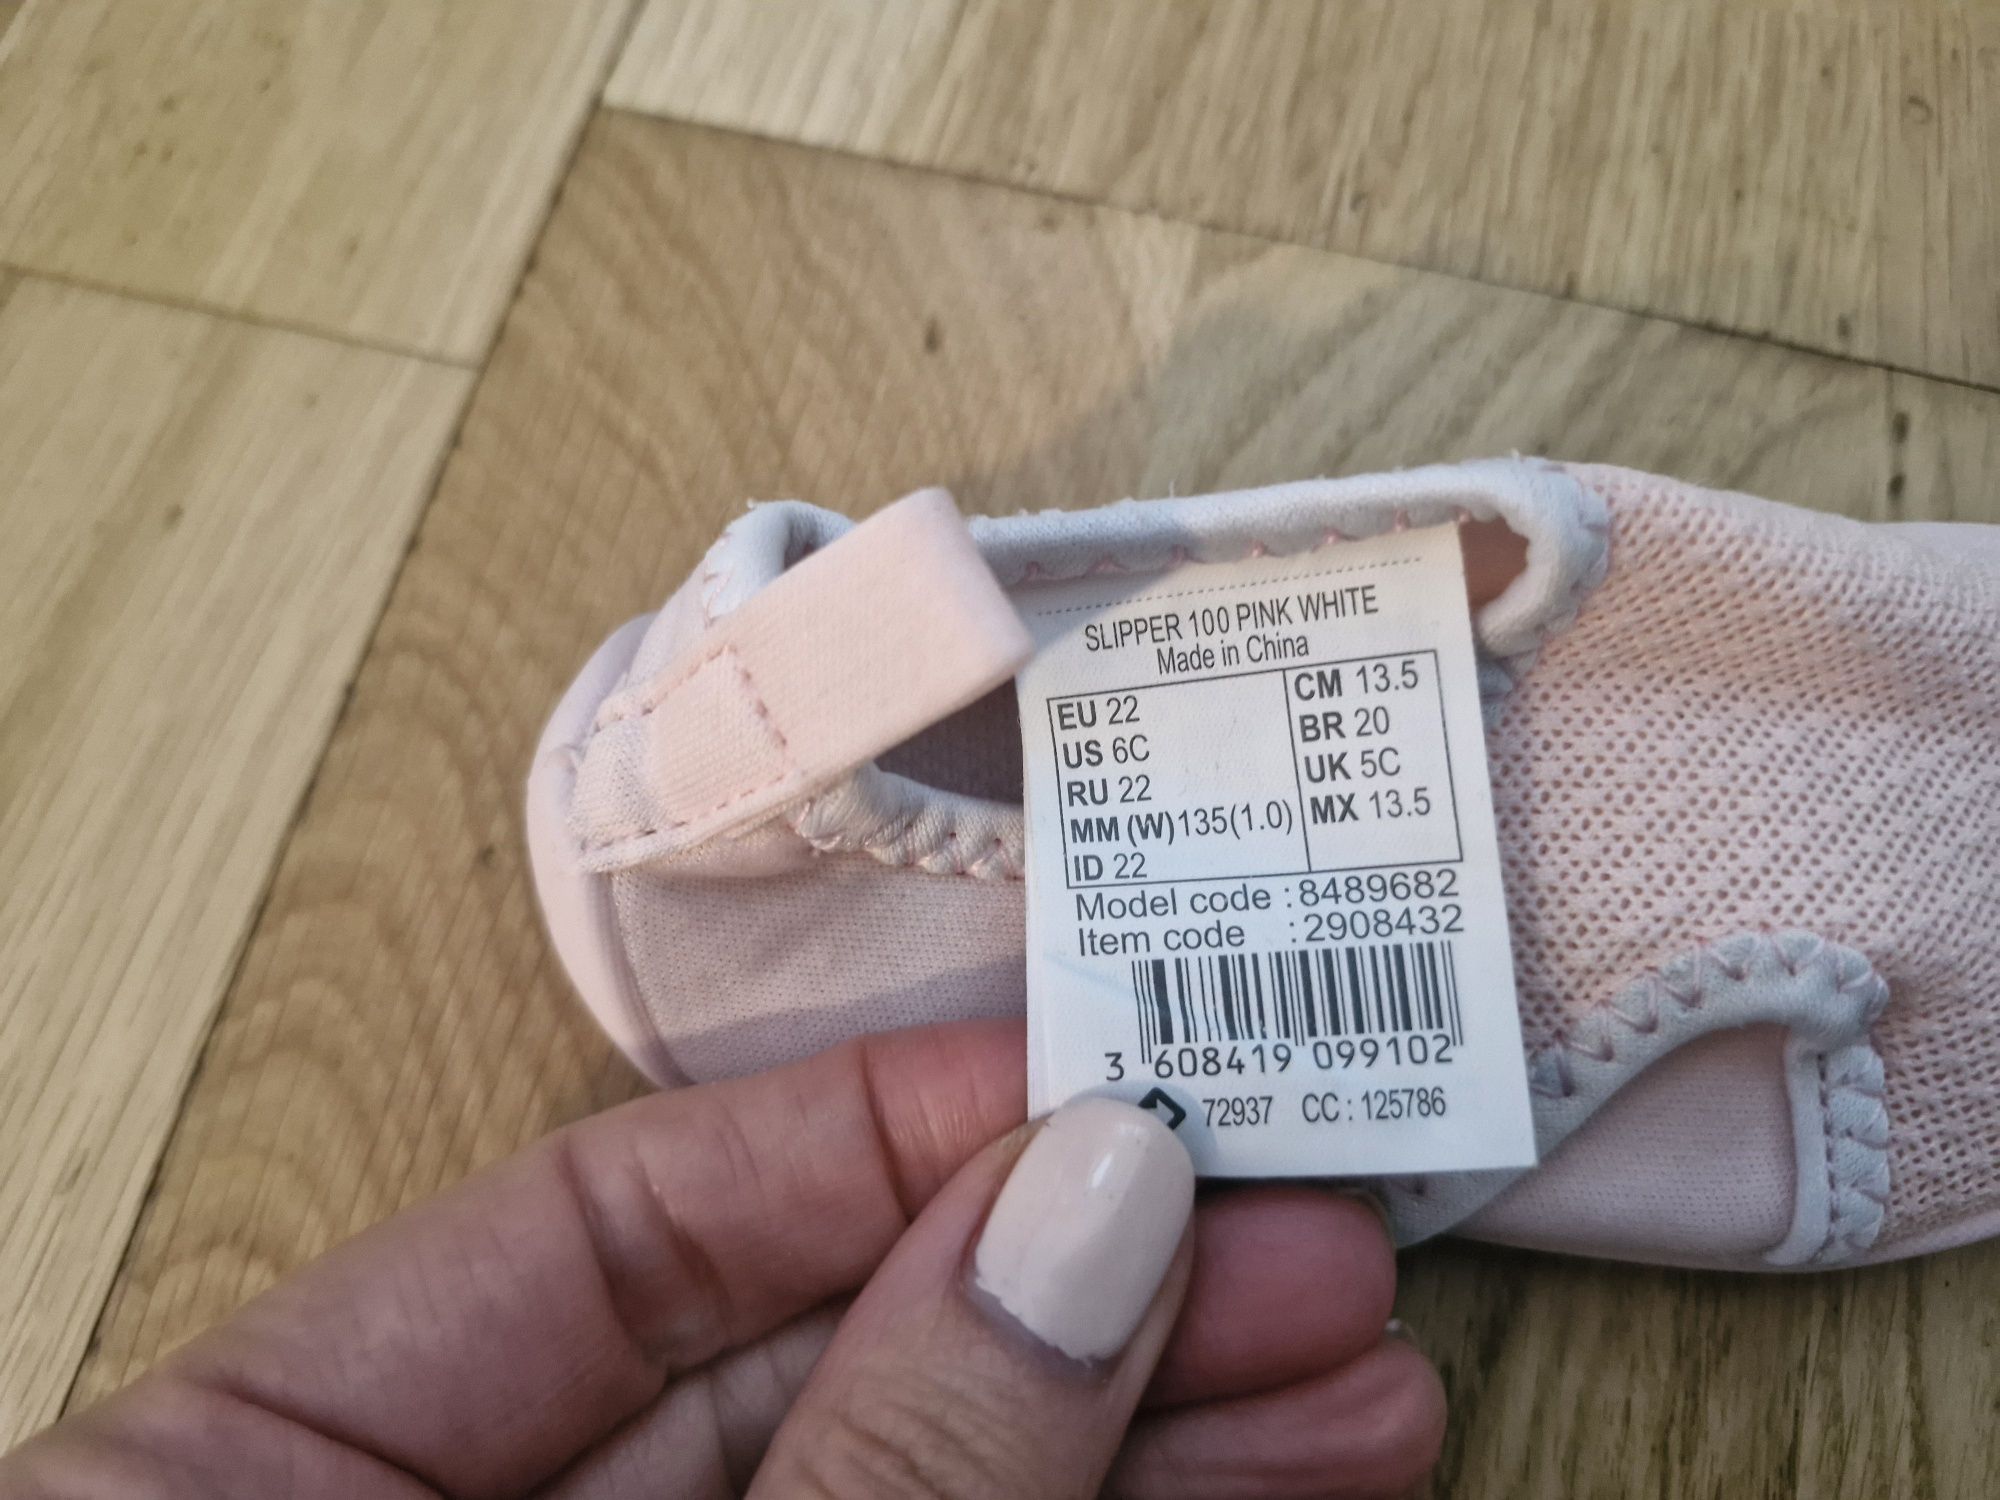 SLIPPER 100 PINK WHITE
Made in China
EU 22
US 6C
RU 22
MM (W)135(1.0)
ID 22
CM 13.5
BR 20
UK 5C
MX 13.5
Model code :8489682
Item code :2908432
3 608419 099102
72937 CC : 125786